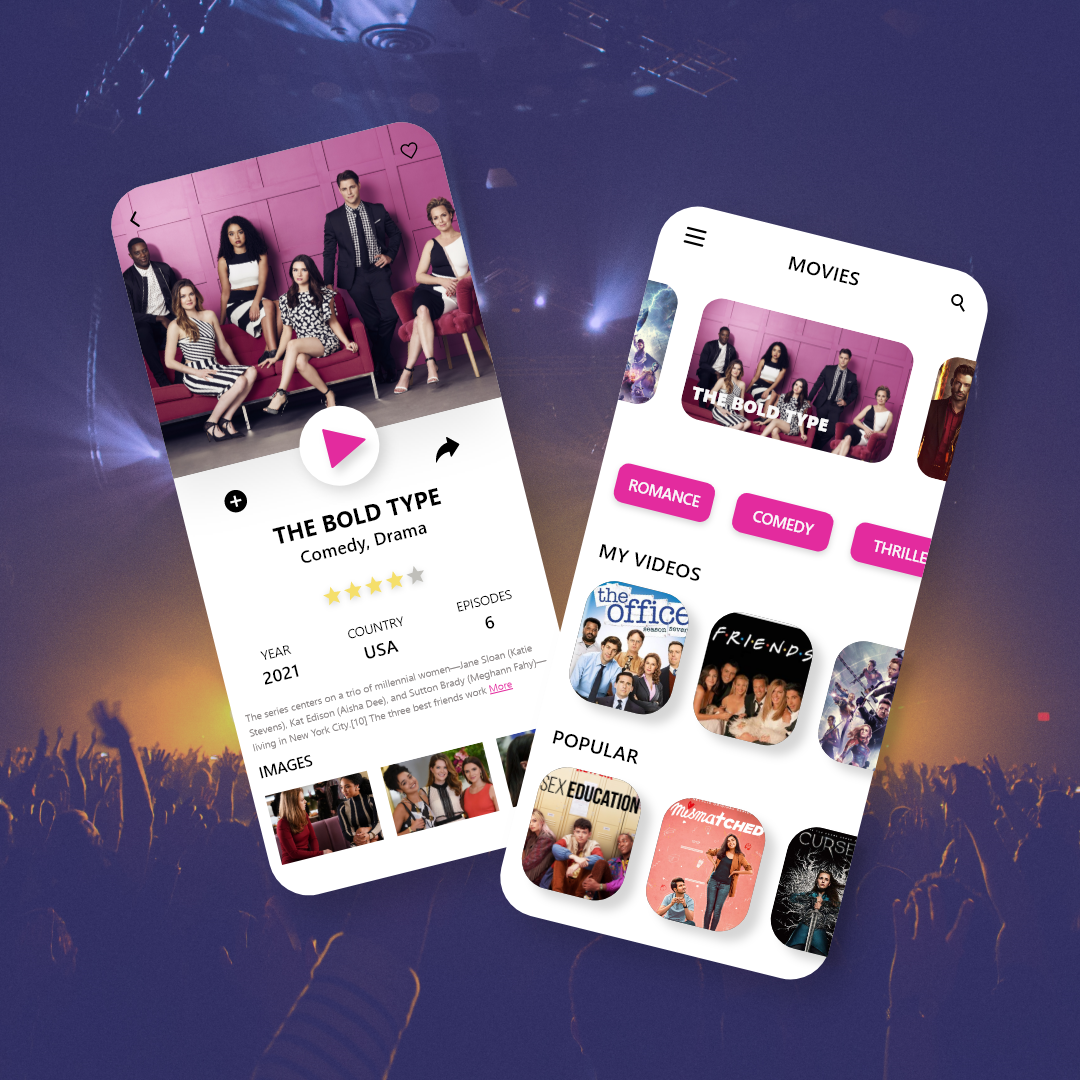 THE BOLD TYPE
Comedy, Drama
YEAR
2021
COUNTRY
USA
EPISODES
6
The series centers on a trio of millennial women—Jane Sloan (Katie
Stevens), Kat Edison (Aisha Dee), and Sutton Brady (Meghann Fahy)—
living in New York City.[10] The three best friends work More
IMAGES
MOVIES
THE BOLD TYPE
ROMANCE
COMEDY
THRILLE
MY VIDEOS
the
office
season seve
FRIENDS
POPULAR
SEX EDUCATION
mismatched
CURSE